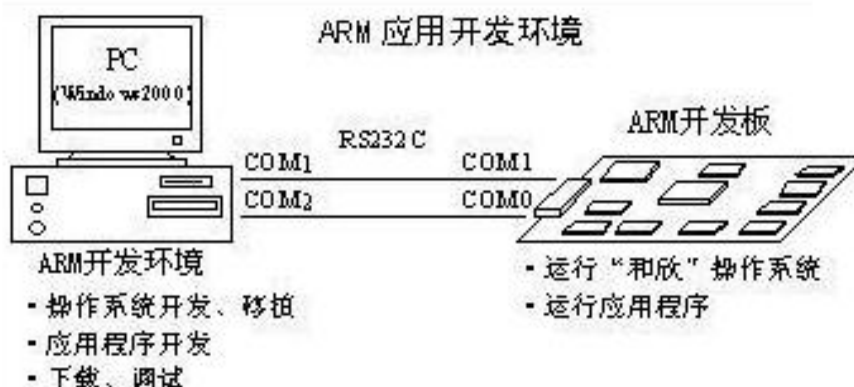 ARM 应用开发环境
PC
(Windows2000)
RS232C
COM1 COM1
COM2 COM0
ARM开发板
ARM开发环境
·操作系统开发、移植
·应用程序开发
·下载、调试
·运行“和欣”操作系统
·运行应用程序